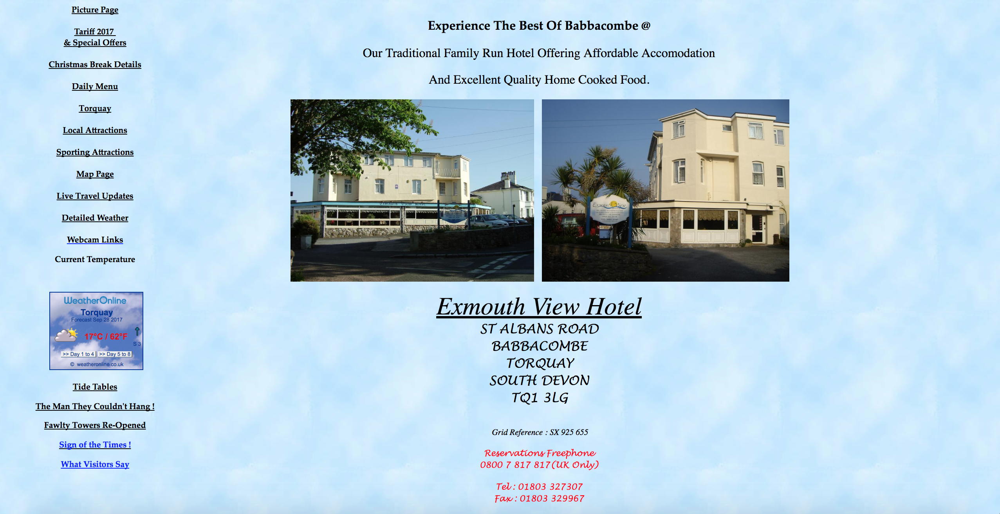 Picture Page
Tariff 2017
& Special Offers
Christmas Break Details
Daily Menu
Torquay
Local Attractions
Sporting Attractions
Map Page
Live Travel Updates
Detailed Weather
Webcam Links
Current Temperature
WeatherOnline
Torquay
Forecast Sep 28 2017
17°C / 62°F
S 3
>> Day 1 to 4
>> Day 5 to 8
© weatheronline.co.uk
Tide Tables
The Man They Couldn't Hang !
Fawlty Towers Re-Opened
Sign of the Times !
What Visitors Say
Experience The Best Of Babbacombe @
Our Traditional Family Run Hotel Offering Affordable Accomodation
And Excellent Quality Home Cooked Food.
Exmouth View Hotel
Exmouth View
HOTEL
Exmouth View Hotel
ST ALBANS ROAD
BABBACOMBE
TORQUAY
SOUTH DEVON
TQ1 3LG
Grid Reference : SX 925 655
Reservations Freephone
0800 7 817 817(UK Only)
Tel : 01803 327307
Fax : 01803 329967